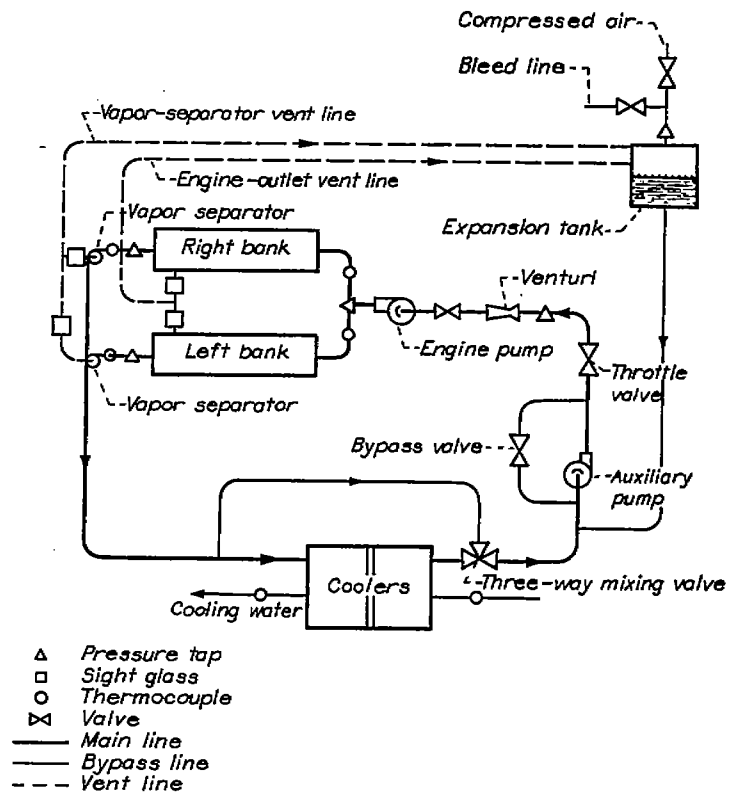 Compressed air
Bleed line
Vapor-separator vent line
Engine-outlet vent line
Vapor separator
Expansion tank
Right bank
Venturi
Left bank
Engine pump
Throttle
valve
Vapor separator
Bypass valve
Auxiliary
pump
Coolers
Three-way mixing valve
Cooling water
Pressure tap
Sight glass
Thermocouple
Valve
Main line
Bypass line
Vent line